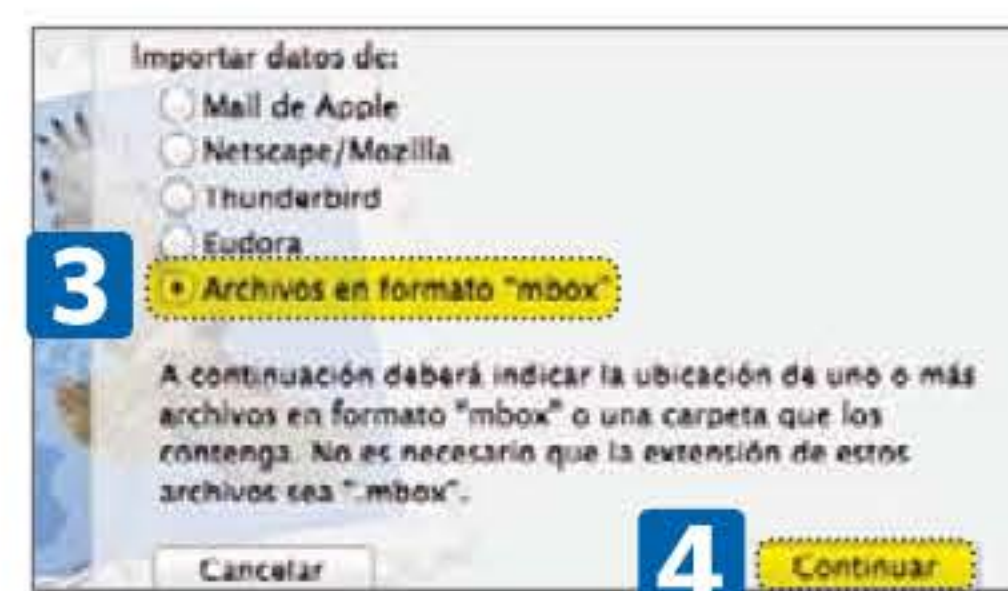 Importar datos de:
Mail de Apple
Netscape/Mozilla
Thunderbird
Eudora
3
Archivos en formato "mbox"
A continuación deberá indicar la ubicación de uno o más
archivos en formato "mbox" o una carpeta que los
contenga. No es necesario que la extensión de estos
archivos sea ".mbox".
Cancelar
4
Continuar